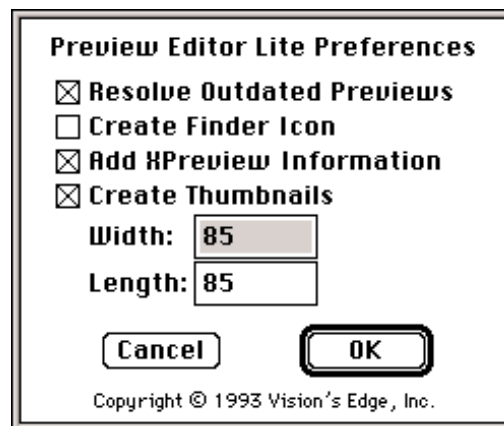 Preview Editor Lite Preferences
Resolve Outdated Previews
Create Finder Icon
Add XPreview Information
Create Thumbnails
Width: 85
Length: 85
Cancel OK
Copyright © 1993 Vision's Edge, Inc.